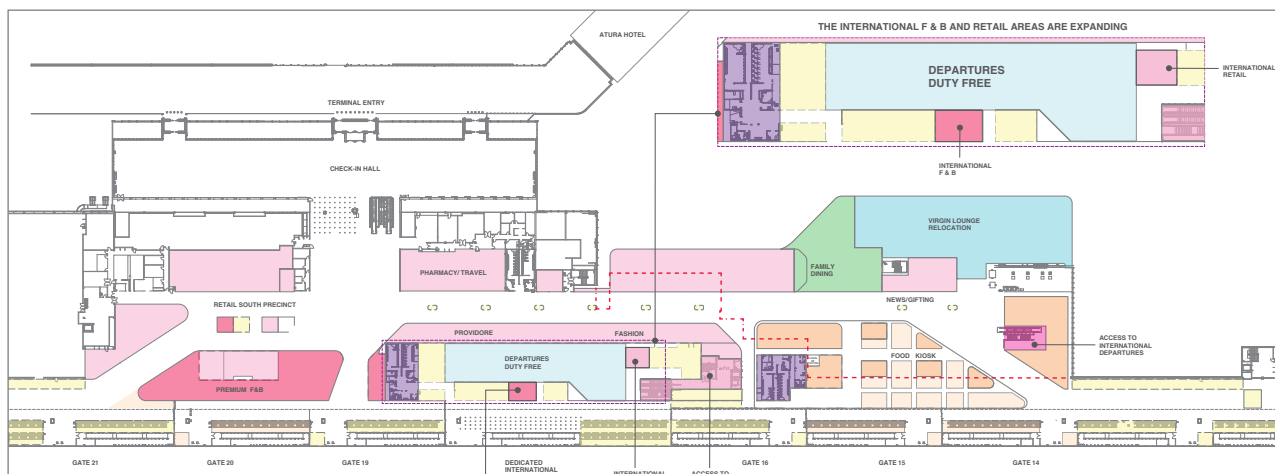 ATURA HOTEL
THE INTERNATIONAL F & B AND RETAIL AREAS ARE EXPANDING
DEPARTURES
DUTY FREE
INTERNATIONAL
RETAIL
INTERNATIONAL
F & B
TERMINAL ENTRY
CHECK-IN HALL
VIRGIN LOUNGE
RELOCATION
PHARMACY/ TRAVEL
FAMILY
DINING
RETAIL SOUTH PRECINCT
NEWS/GIFTING
PROVIDORE
FASHION
DEPARTURES
DUTY FREE
FOOD KIOSK
ACCESS TO
INTERNATIONAL
DEPARTURES
PREMIUM F&B
GATE 21
GATE 20
GATE 19
DEDICATED
INTERNATIONAL
INTERNATIONAL
ACCESS TO
GATE 16
GATE 15
GATE 14